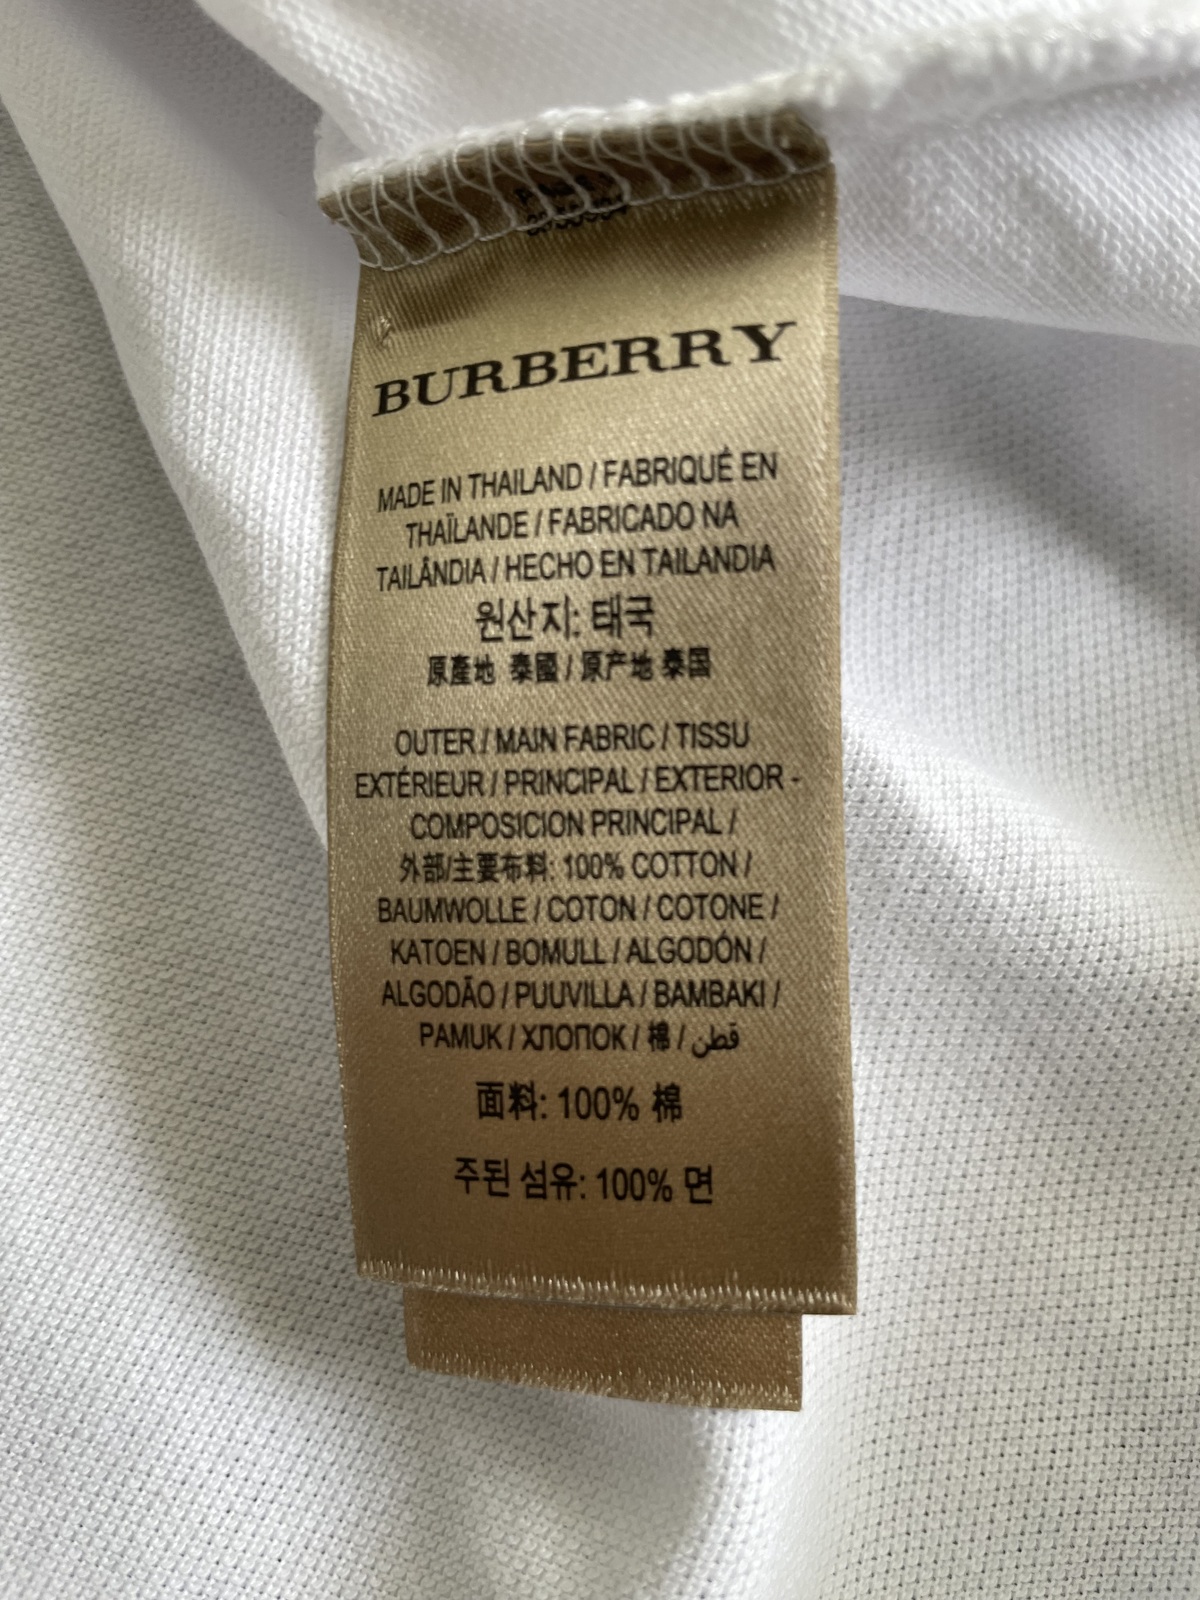 BURBERRY
MADE IN THAILAND / FABRIQUÉ EN
THAÏLANDE / FABRICADO NA
TAILÂNDIA / HECHO EN TAILANDIA
원산지: 태국
原產地 泰國 / 原产地 泰国
OUTER / MAIN FABRIC / TISSU
EXTÉRIEUR / PRINCIPAL / EXTERIOR -
COMPOSICION PRINCIPAL /
外部/主要布料: 100% COTTON /
BAUMWOLLE / COTON / COTONE /
KATOEN / BOMULL / ALGODÓN /
ALGODÃO / PUUVILLA / BAMBAKI /
PAMUK / ХЛОПОК / 棉 / قطن
面料: 100% 棉
주된 섬유: 100% 면